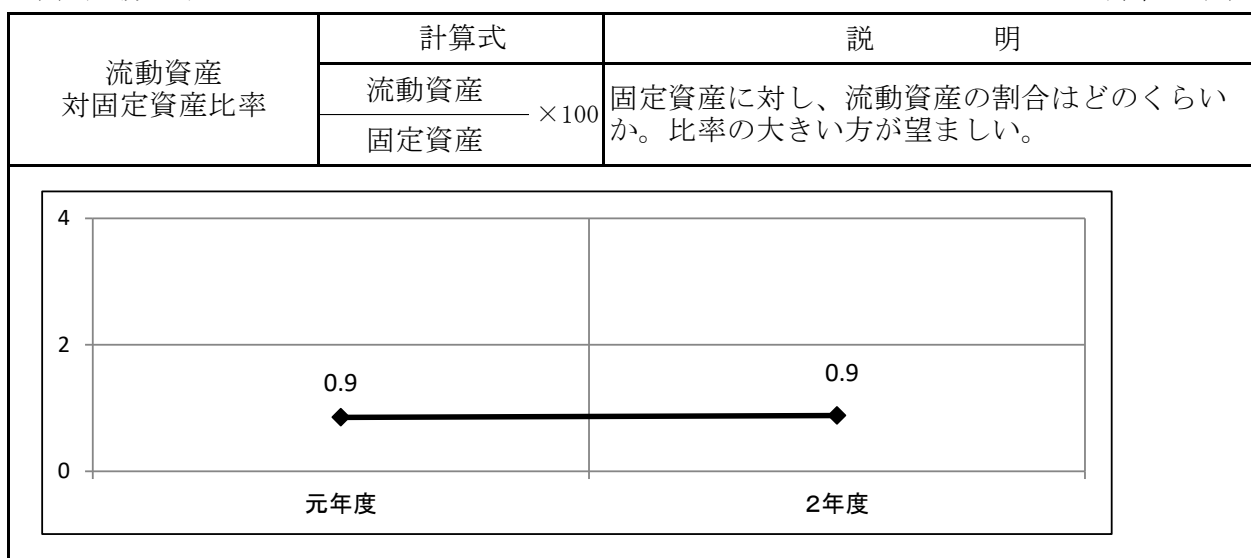 計算式
説 明
流動資産
対固定資産比率
流動資産
固定資産
×100
固定資産に対し、流動資産の割合はどのくらい
か。比率の大きい方が望ましい。
4
2
0
0.9
0.9
元年度
2年度